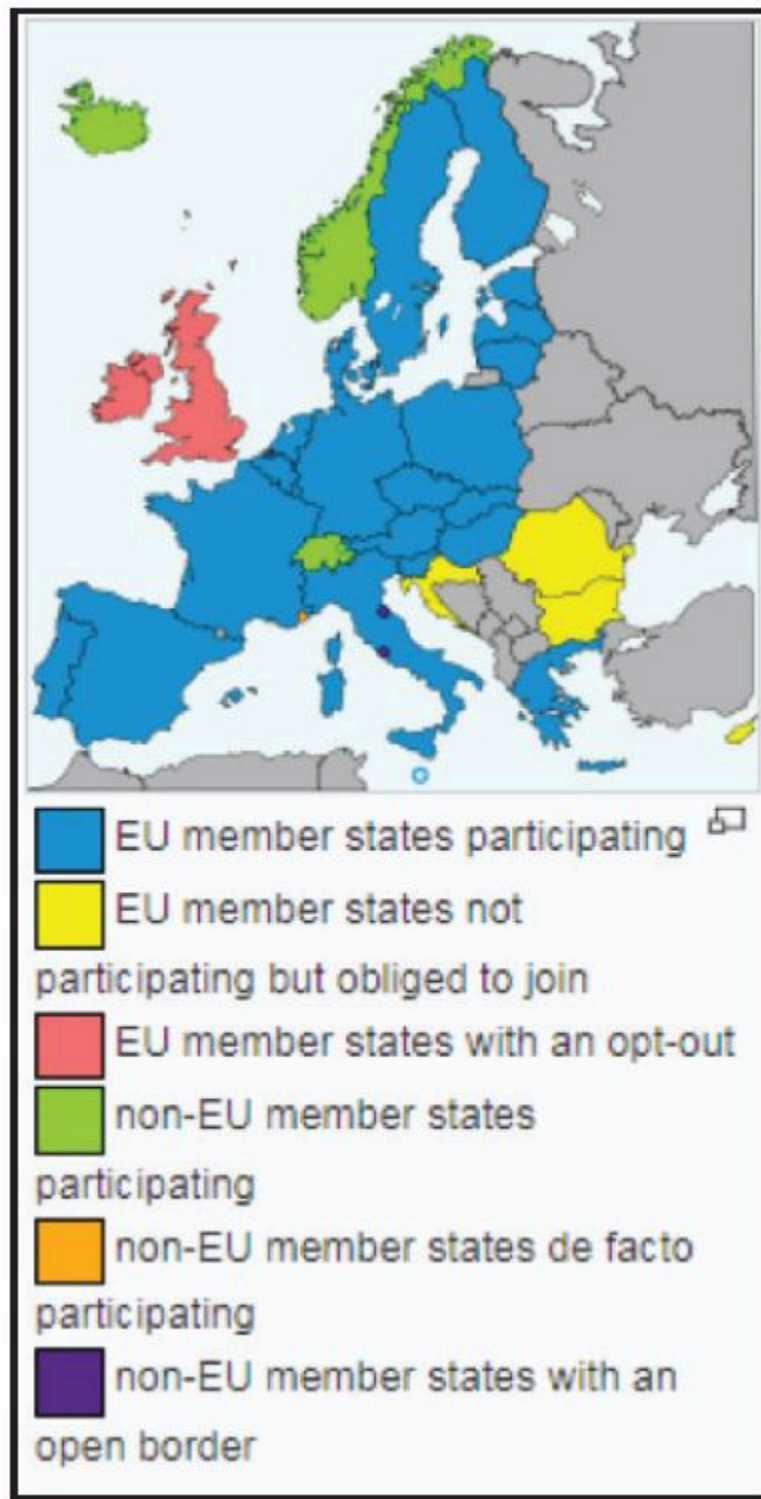 EU member states participating
EU member states not
participating but obliged to join
EU member states with an opt-out
non-EU member states
participating
non-EU member states de facto
participating
non-EU member states with an
open border